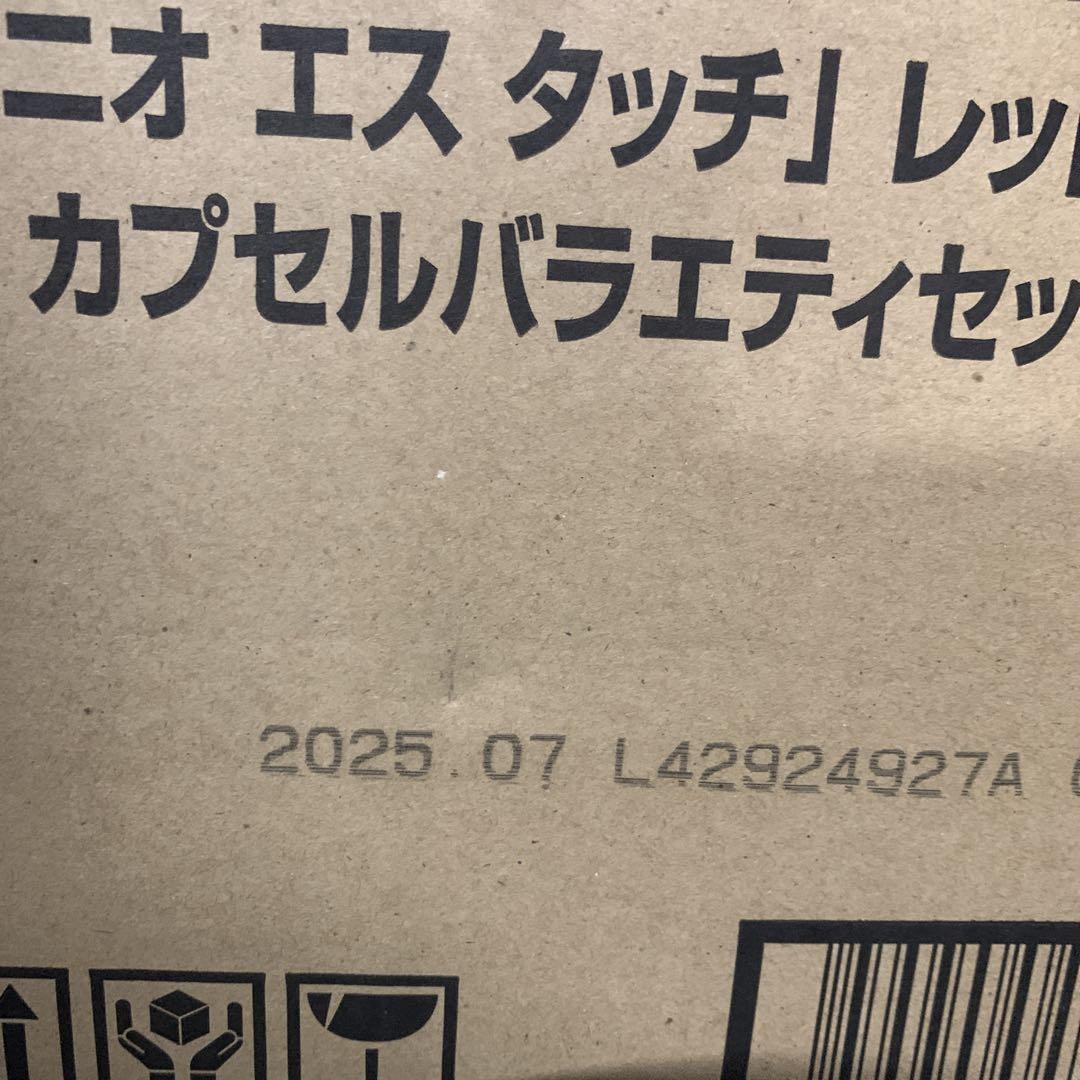 ニオ エス タッチ」レッ
カプセルバラエティセッ
2025.07 L42924927A